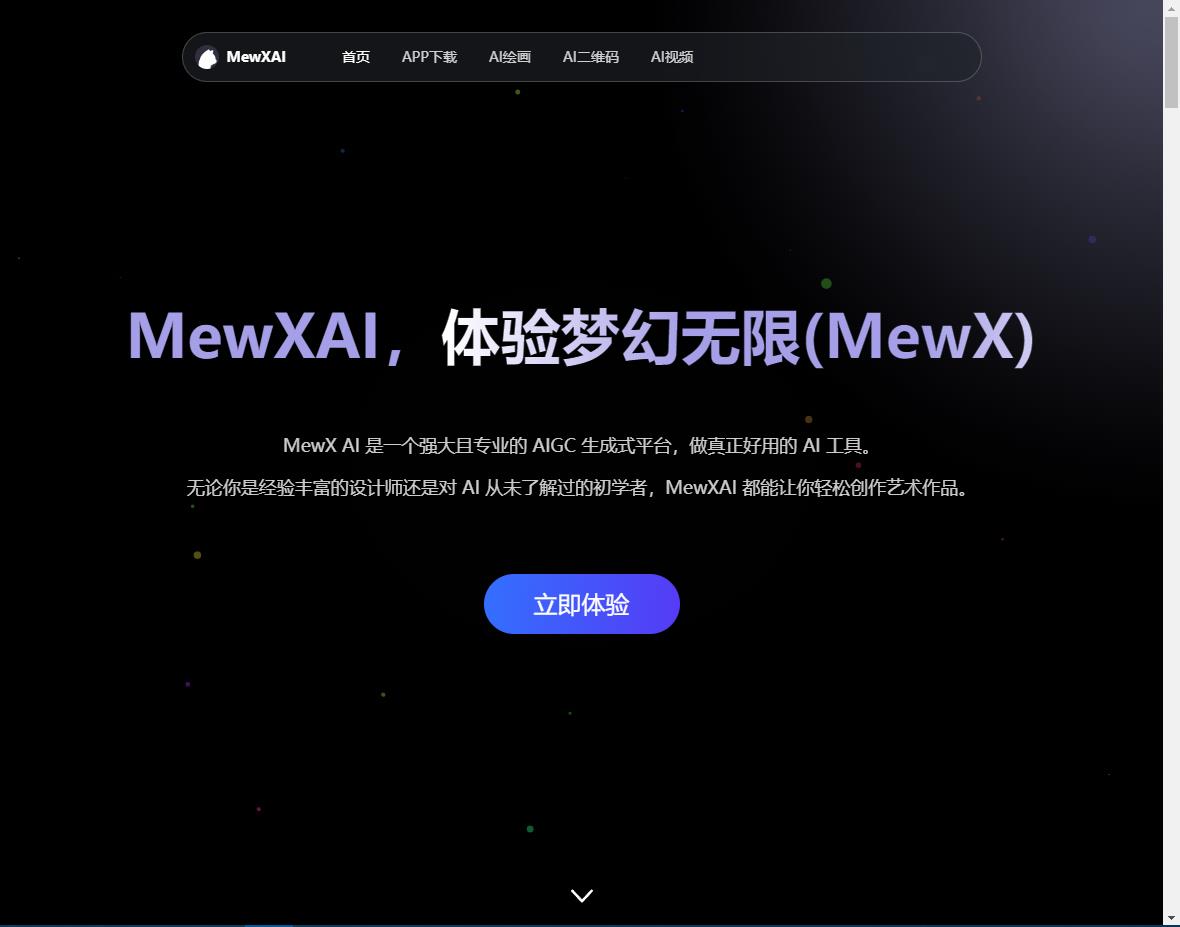 MewXAI 首页 APP下载 AI绘画 AI二维码 AI视频
MewXAI，体验梦幻无限(MewX)
MewX AI 是一个强大且专业的 AIGC 生成式平台，做真正好用的 AI 工具。
无论你是经验丰富的设计师还是对 AI 从未了解过的初学者，MewXAI 都能让你轻松创作艺术作品。
立即体验